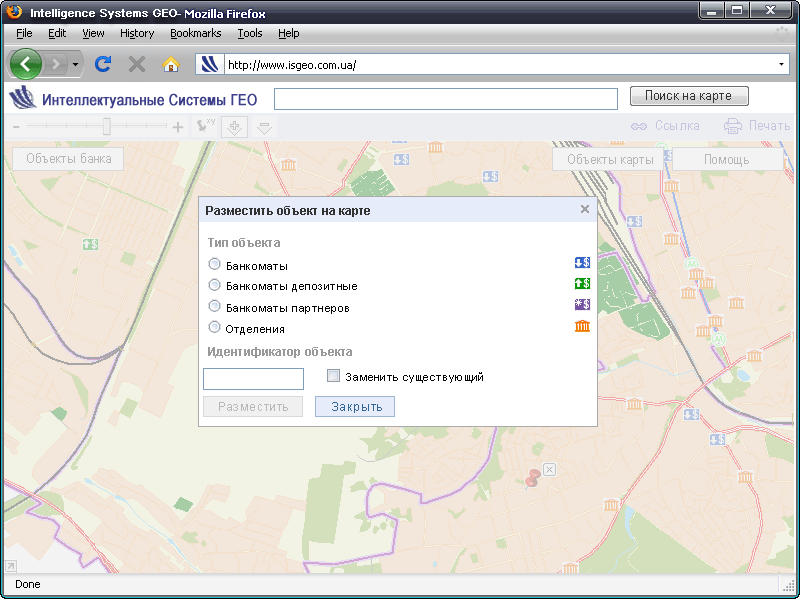 Intelligence Systems GEO- Mozilla Firefox
File Edit View History Bookmarks Tools Help
http://www.isgeo.com.ua/
Интеллектуальные Системы ГЕО
Поиск на карте
xy
Ссылка
Печать
Объекты банка
Объекты карты
Помощь
Разместить объект на карте
Тип объекта
Банкоматы
Банкоматы депозитные
Банкоматы партнеров
Отделения
Идентификатор объекта
Заменить существующий
Разместить
Закрыть
Done